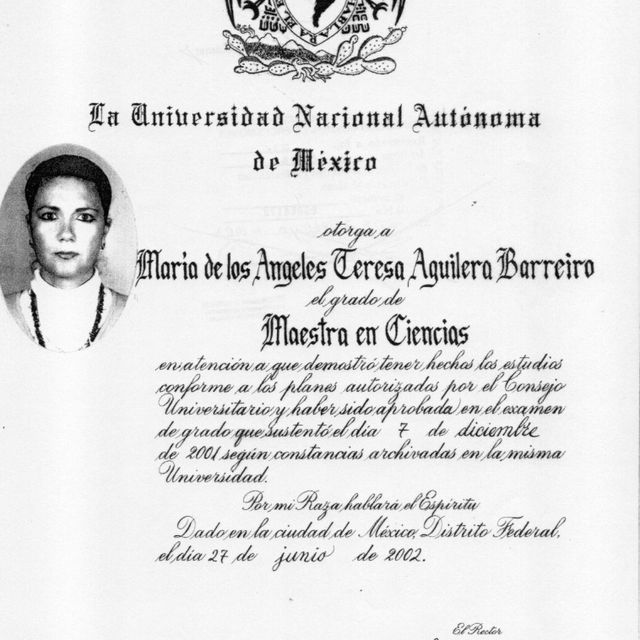 La Universidad Nacional Autónoma
de México
otorga a
María de los Angeles Teresa Aguilera Barreiro
el grado de
Maestra en Ciencias
en atención a que demostró tener hechos los estudios
conforme a los planes autorizados por el Consejo
Universitario y haber sido aprobada en el examen
de grado que sustentó el día 7 de diciembre
de 2001 según constancias archivadas en la misma
Universidad.
Por mi Raza hablará el Espíritu
Dado en la ciudad de México, Distrito Federal,
el día 27 de junio de 2002.
El Rector